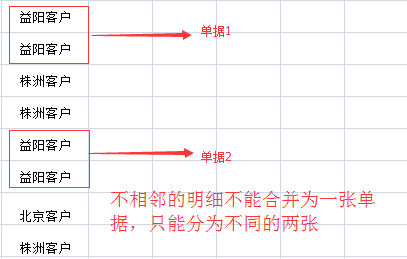 益阳客户
单据1
益阳客户
株洲客户
株洲客户
益阳客户
单据2
益阳客户
不相邻的明细不能合并为一张单
据，只能分为不同的两张
北京客户
株洲客户